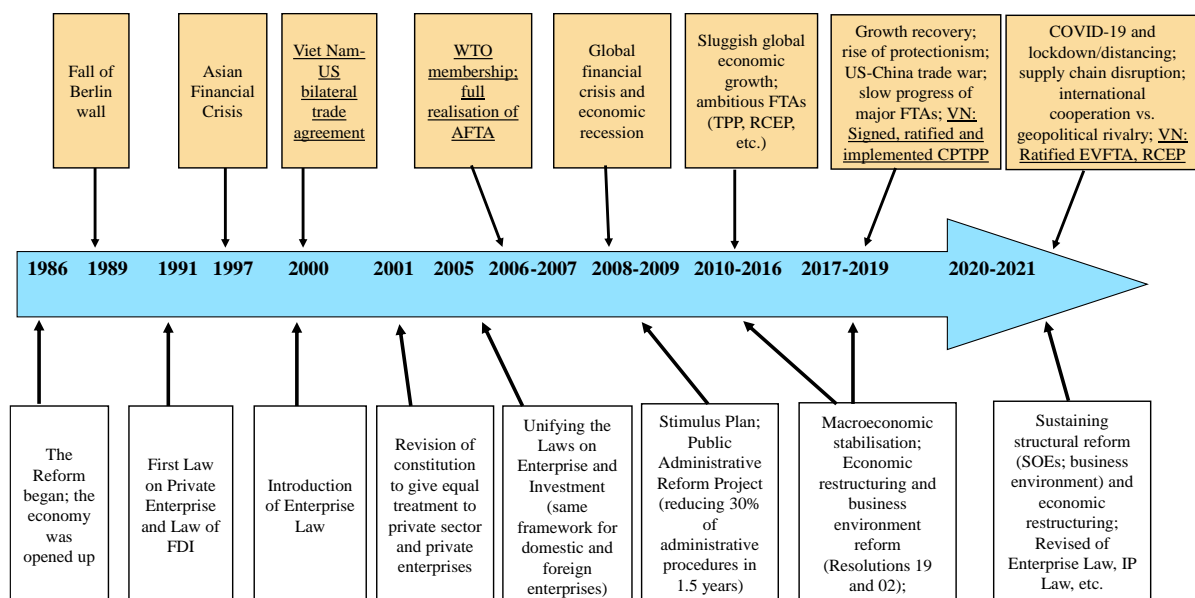 Fall of
Berlin
wall
Asian
Financial
Crisis
Viet Nam-
US
bilateral
trade
agreement
WTO
membership;
full
realisation of
AFTA
Global
financial
crisis and
economic
recession
Sluggish global
economic
growth;
ambitious FTAs
(TPP, RCEP,
etc.)
Growth recovery;
rise of protectionism;
US-China trade war;
slow progress of
major FTAs; VN:
Signed, ratified and
implemented CPTPP
COVID-19 and
lockdown/distancing;
supply chain disruption;
international
cooperation vs.
geopolitical rivalry; VN:
Ratified EVFTA, RCEP
1986 1989 1991 1997 2000 2001 2005 2006-2007 2008-2009 2010-2016 2017-2019 2020-2021
The
Reform
began; the
economy
was
opened up
First Law
on Private
Enterprise
and Law of
FDI
Introduction
of Enterprise
Law
Revision of
constitution
to give equal
treatment to
private sector
and private
enterprises
Unifying the
Laws on
Enterprise and
Investment
(same
framework for
domestic and
foreign
enterprises)
Stimulus Plan;
Public
Administrative
Reform Project
(reducing 30%
of
administrative
procedures in
1.5 years)
Macroeconomic
stabilisation;
Economic
restructuring and
business
environment
reform
(Resolutions 19
and 02);
Sustaining
structural reform
(SOEs; business
environment) and
economic
restructuring;
Revised of
Enterprise Law, IP
Law, etc.